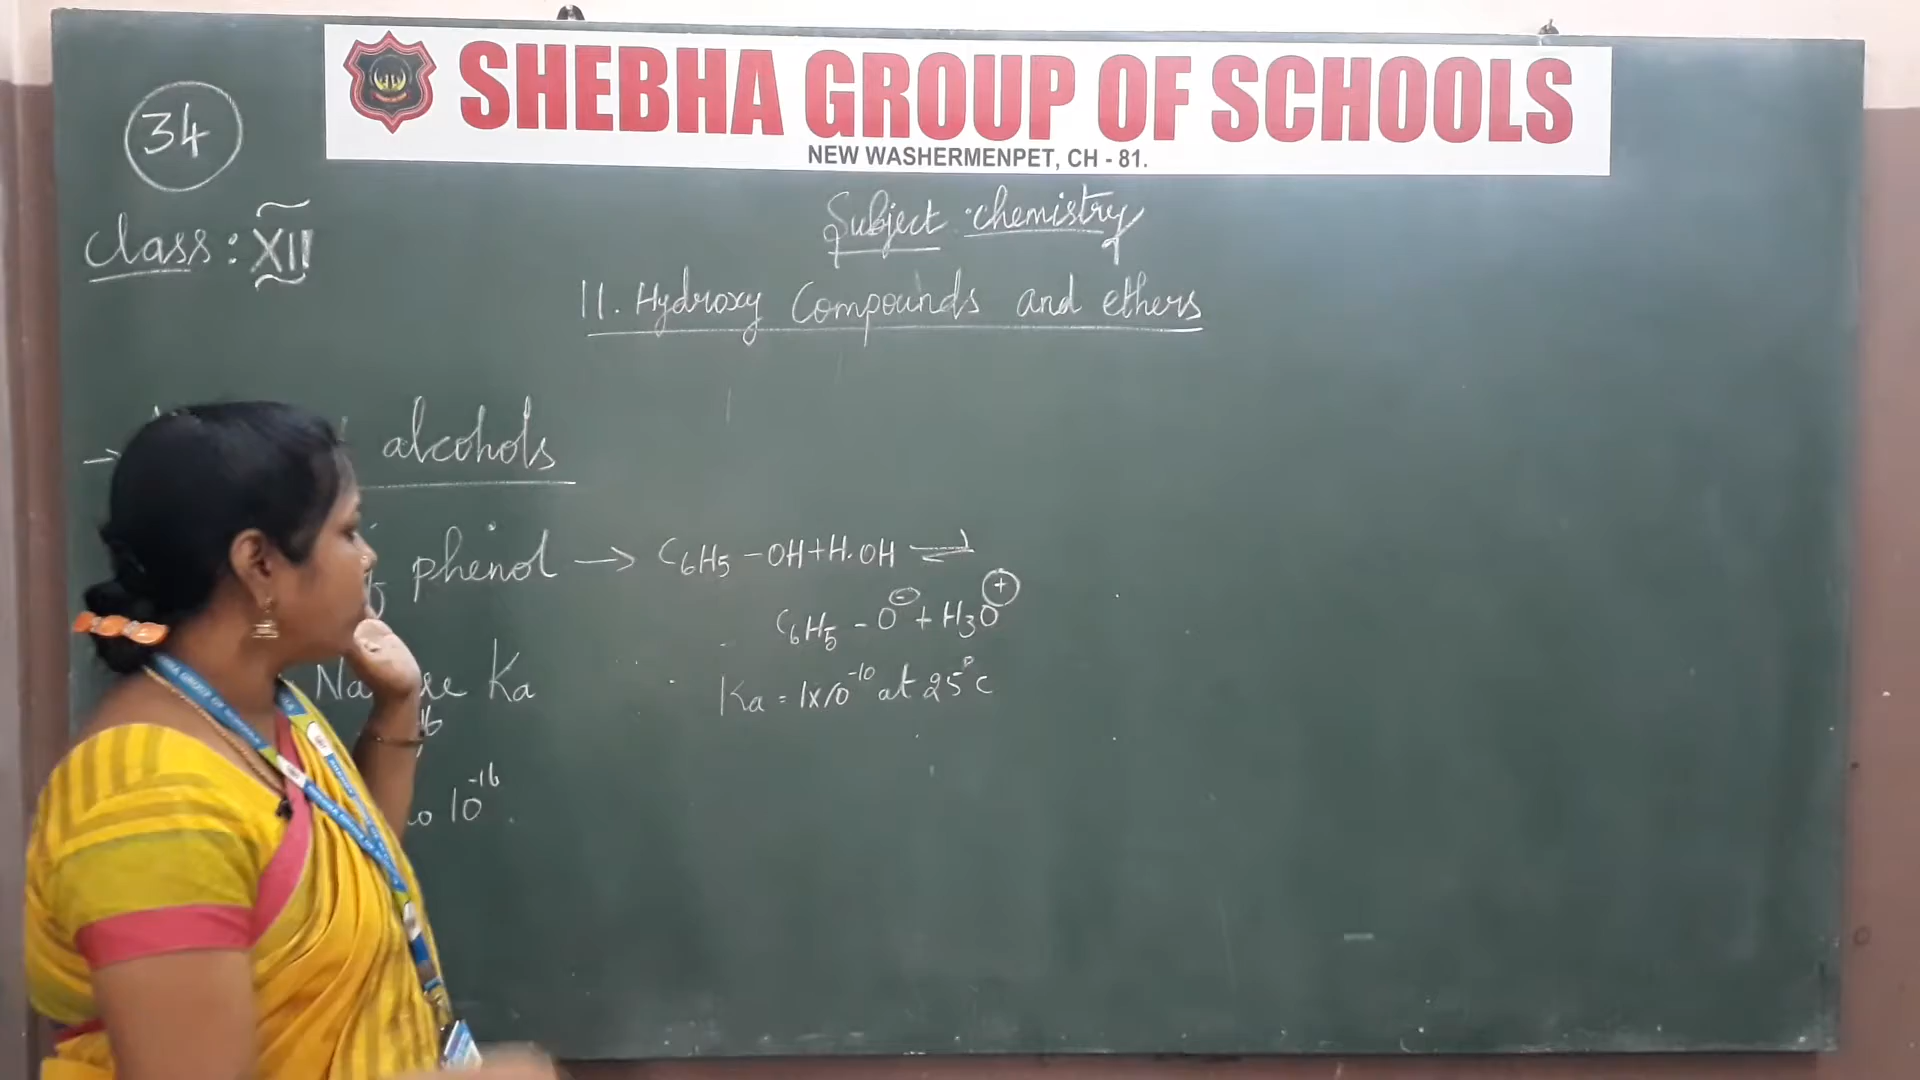 SHEBHA GROUP OF SCHOOLS
NEW WASHERMENPET, CH - 81.
34
Class : XII
Subject : chemistry
11. Hydroxy Compounds and ethers
→ alcohols
phenol → C6H5 - OH + H.OH ⇌
C6H5 - O⊖ + H3O⊕
Ka
Ka = 1x10⁻¹⁰ at 25°C
10⁻¹⁶.